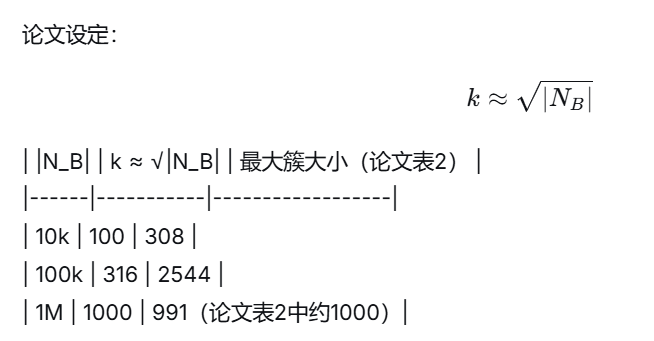 论文设定：
k ≈ √|N_B|
| |N_B| | k ≈ √|N_B| | 最大簇大小（论文表2） |
|------|-----------|------------------|
| 10k | 100 | 308 |
| 100k | 316 | 2544 |
| 1M | 1000 | 991（论文表2中约1000）|